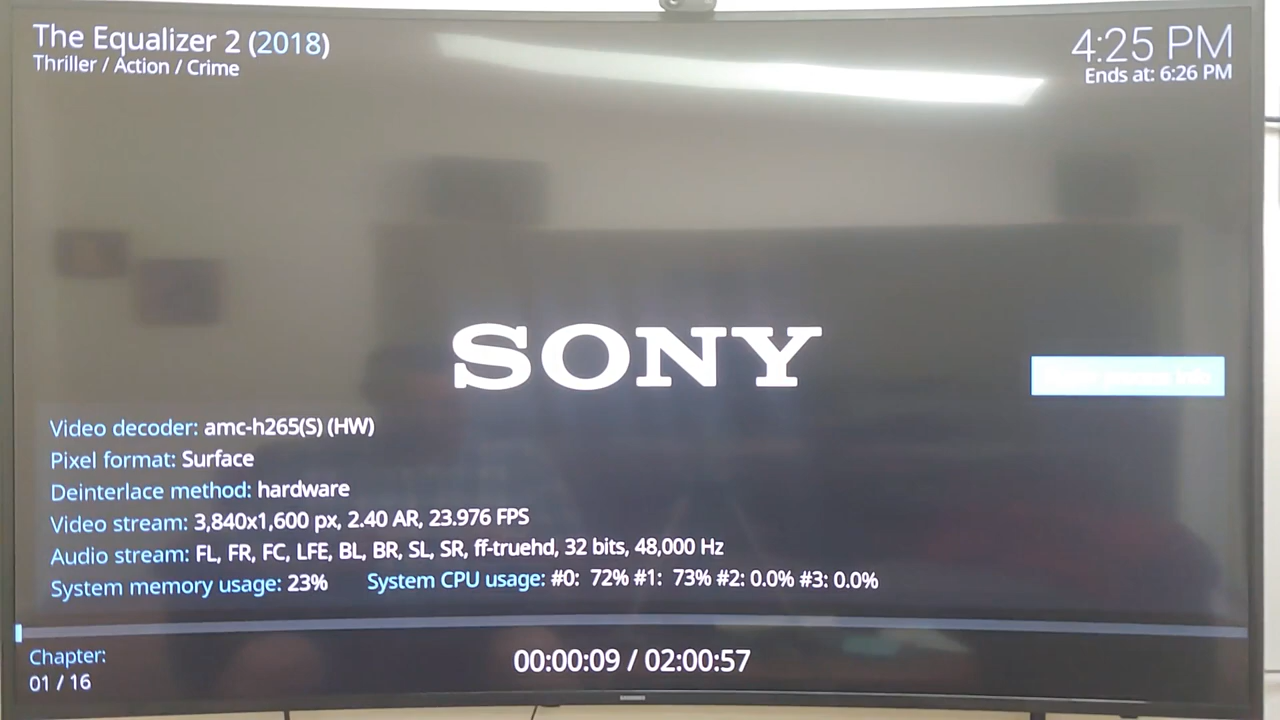 The Equalizer 2 (2018)
Thriller / Action / Crime
4:25 PM
Ends at: 6:26 PM
SONY
Video decoder: amc-h265(S) (HW)
Pixel format: Surface
Deinterlace method: hardware
Video stream: 3,840x1,600 px, 2.40 AR, 23.976 FPS
Audio stream: FL, FR, FC, LFE, BL, BR, SL, SR, ff-truehd, 32 bits, 48,000 Hz
System memory usage: 23% System CPU usage: #0: 72% #1: 73% #2: 0.0% #3: 0.0%
Chapter:
01 / 16
00:00:09 / 02:00:57